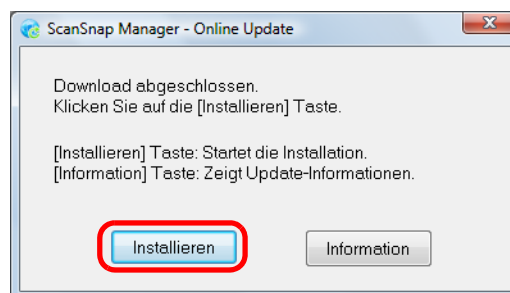 ScanSnap Manager - Online Update
Download abgeschlossen.
Klicken Sie auf die [Installieren] Taste.
[Installieren] Taste: Startet die Installation.
[Information] Taste: Zeigt Update-Informationen.
Installieren
Information